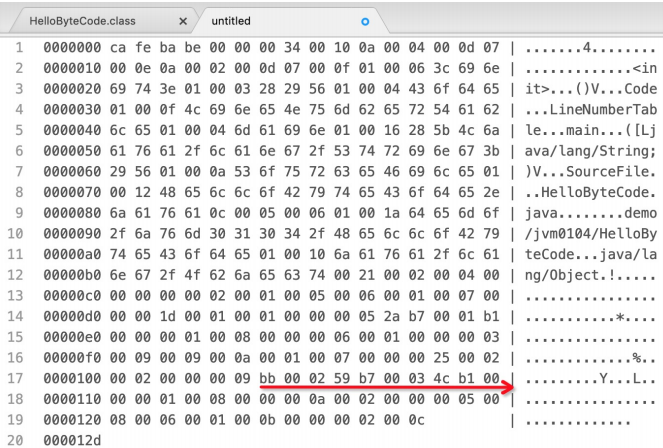 HelloByteCode.class × untitled
1 0000000 ca fe ba be 00 00 00 34 00 10 0a 00 04 00 0d 07 | .......4........
2 0000010 00 0e 0a 00 02 00 0d 07 00 0f 01 00 06 3c 69 6e | .............<in
3 0000020 69 74 3e 01 00 03 28 29 56 01 00 04 43 6f 64 65 | it>...()V...Code
4 0000030 01 00 0f 4c 69 6e 65 4e 75 6d 62 65 72 54 61 62 | ...LineNumberTab
5 0000040 6c 65 01 00 04 6d 61 69 6e 01 00 16 28 5b 4c 6a | le...main...([Lj
6 0000050 61 76 61 2f 6c 61 6e 67 2f 53 74 72 69 6e 67 3b | ava/lang/String;
7 0000060 29 56 01 00 0a 53 6f 75 72 63 65 46 69 6c 65 01 | )V...SourceFile.
8 0000070 00 12 48 65 6c 6c 6f 42 79 74 65 43 6f 64 65 2e | ..HelloByteCode.
9 0000080 6a 61 76 61 0c 00 05 00 06 01 00 1a 64 65 6d 6f | java........demo
10 0000090 2f 6a 76 6d 30 31 30 34 2f 48 65 6c 6c 6f 42 79 | /jvm0104/HelloBy
11 00000a0 74 65 43 6f 64 65 01 00 10 6a 61 76 61 2f 6c 61 | teCode...java/la
12 00000b0 6e 67 2f 4f 62 6a 65 63 74 00 21 00 02 00 04 00 | ng/Object.!.....
13 00000c0 00 00 00 00 02 00 01 00 05 00 06 00 01 00 07 00 | ................
14 00000d0 00 00 1d 00 01 00 01 00 00 00 05 2a b7 00 01 b1 | ...........*....
15 00000e0 00 00 00 01 00 08 00 00 00 06 00 01 00 00 00 03 | ................
16 00000f0 00 09 00 09 00 0a 00 01 00 07 00 00 00 25 00 02 | .............%..
17 0000100 00 02 00 00 00 09 bb 00 02 59 b7 00 03 4c b1 00 | .........Y...L..
18 0000110 00 00 01 00 08 00 00 00 0a 00 02 00 00 00 05 00 | ................
19 0000120 08 00 06 00 01 00 0b 00 00 00 02 00 0c | .............
20 000012d